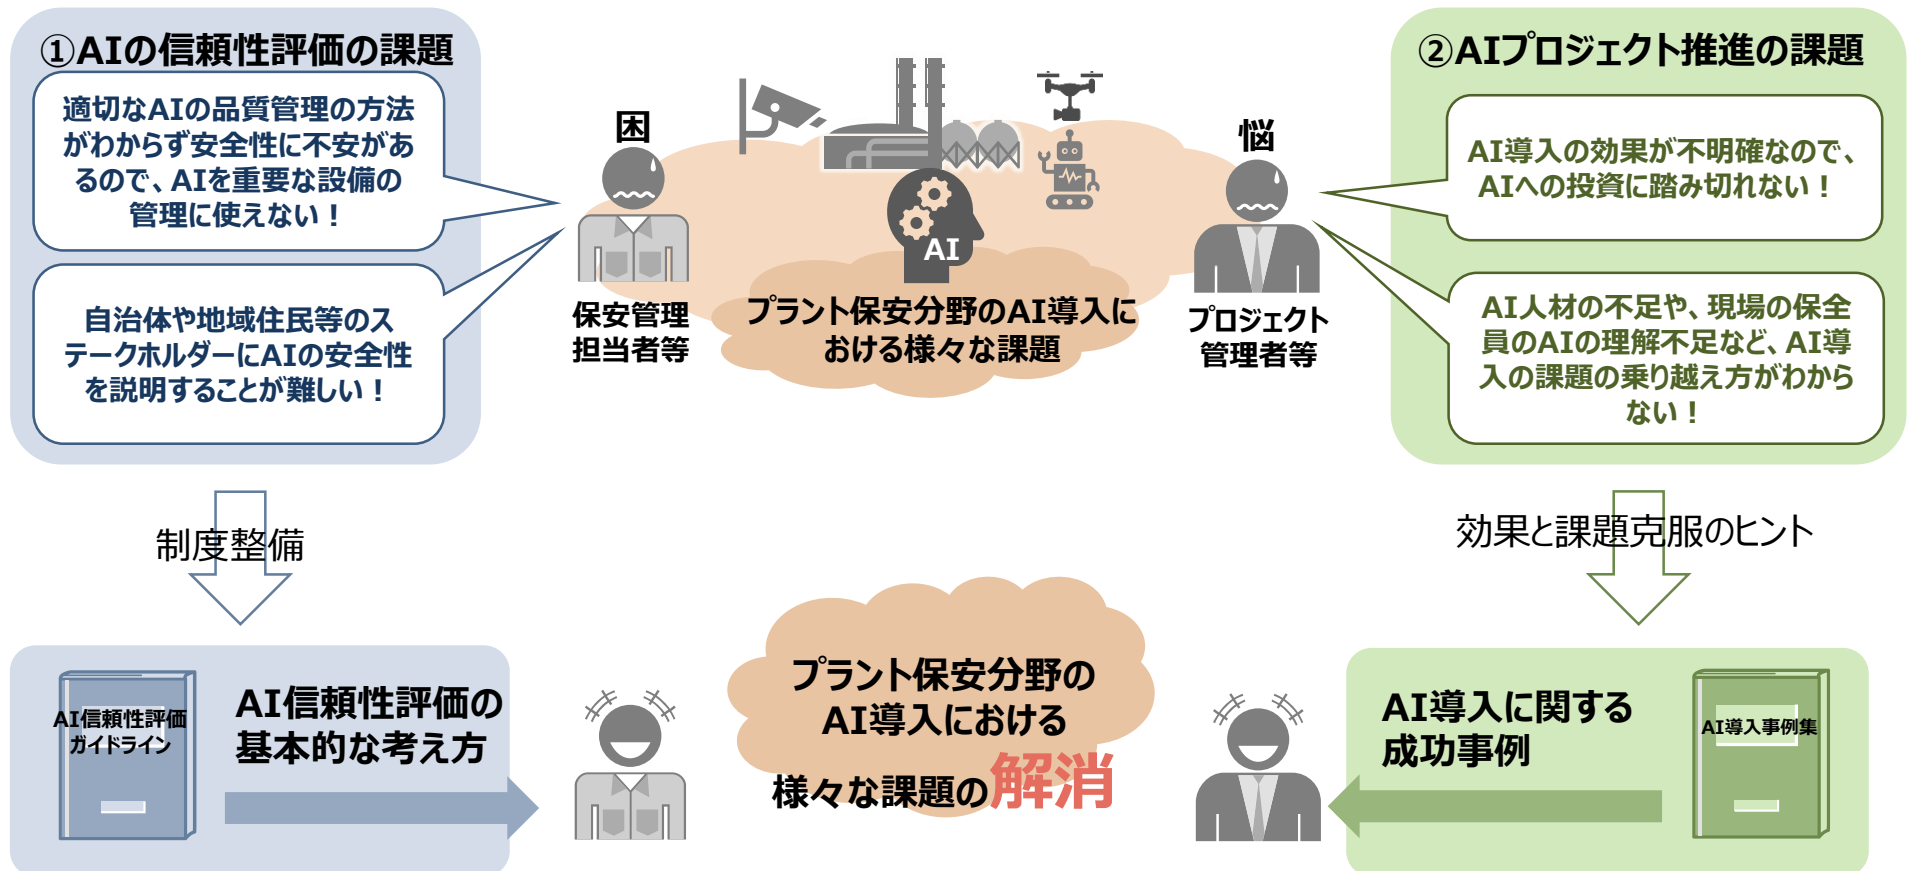 ①AIの信頼性評価の課題
適切なAIの品質管理の方法
がわからず安全性に不安があ
るので、AIを重要な設備の
管理に使えない！
自治体や地域住民等のス
テークホルダーにAIの安全性
を説明することが難しい！
困
保安管理
担当者等
AI
プラント保安分野のAI導入に
おける様々な課題
悩
プロジェクト
管理者等
②AIプロジェクト推進の課題
AI導入の効果が不明確なので、
AIへの投資に踏み切れない！
AI人材の不足や、現場の保全
員のAIの理解不足など、AI導
入の課題の乗り越え方がわから
ない！
制度整備
効果と課題克服のヒント
AI信頼性評価
ガイドライン
AI信頼性評価の
基本的な考え方
プラント保安分野の
AI導入における
様々な課題の解消
AI導入に関する
成功事例
AI導入事例集